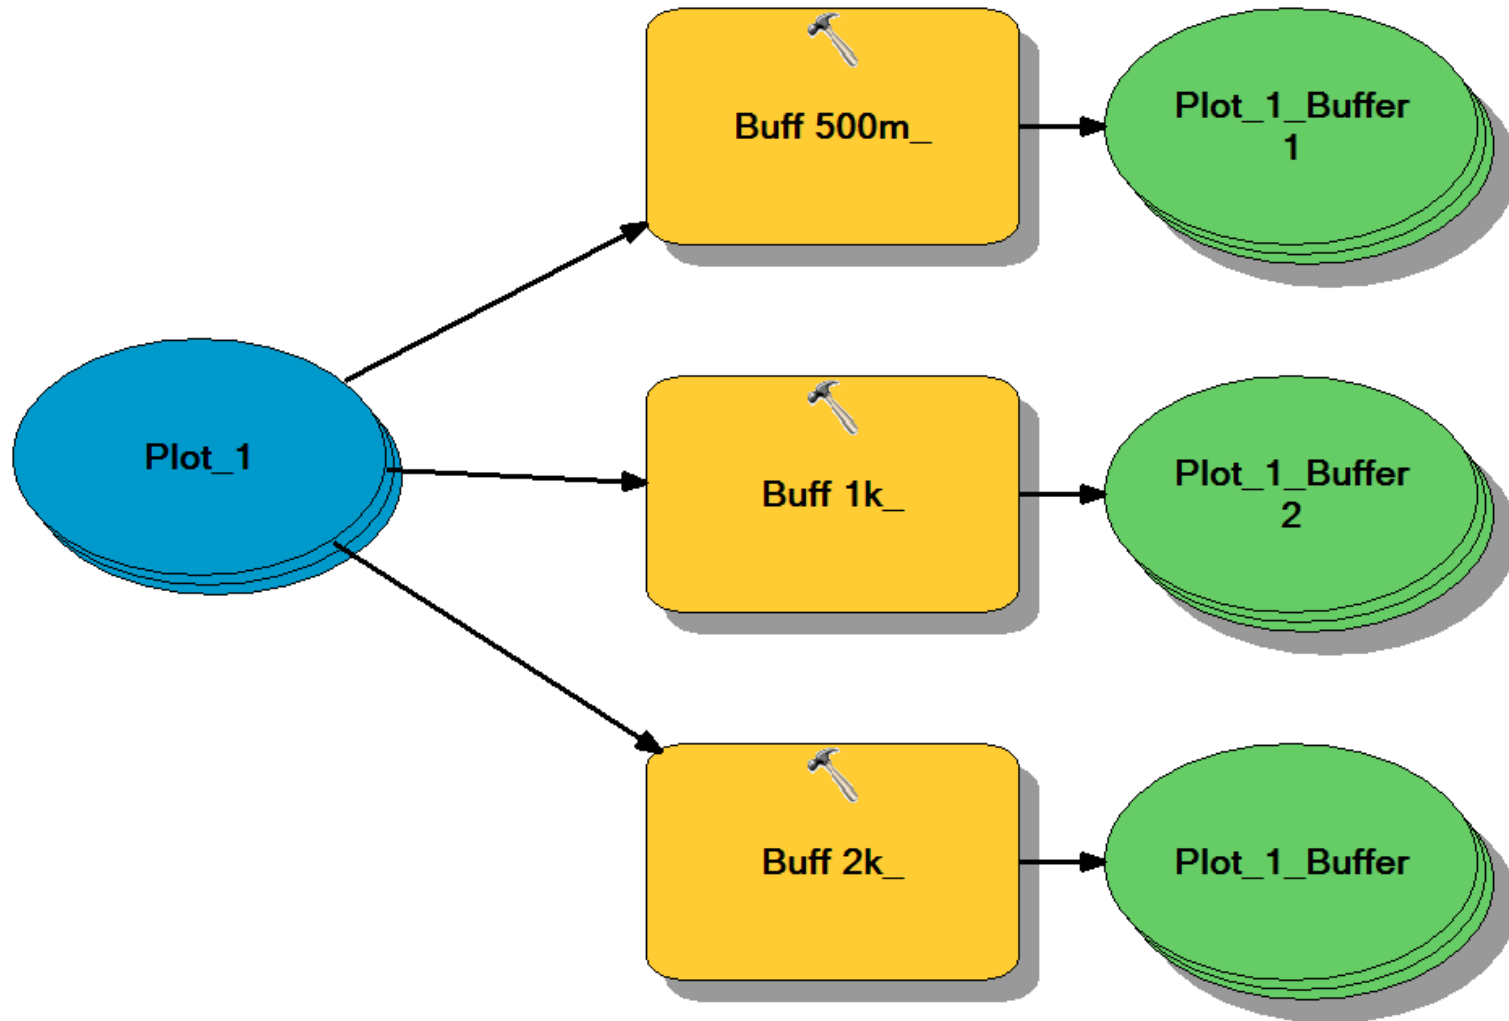 Buff 500m_
Plot_1_Buffer
1
Plot_1
Buff 1k_
Plot_1_Buffer
2
Buff 2k_
Plot_1_Buffer